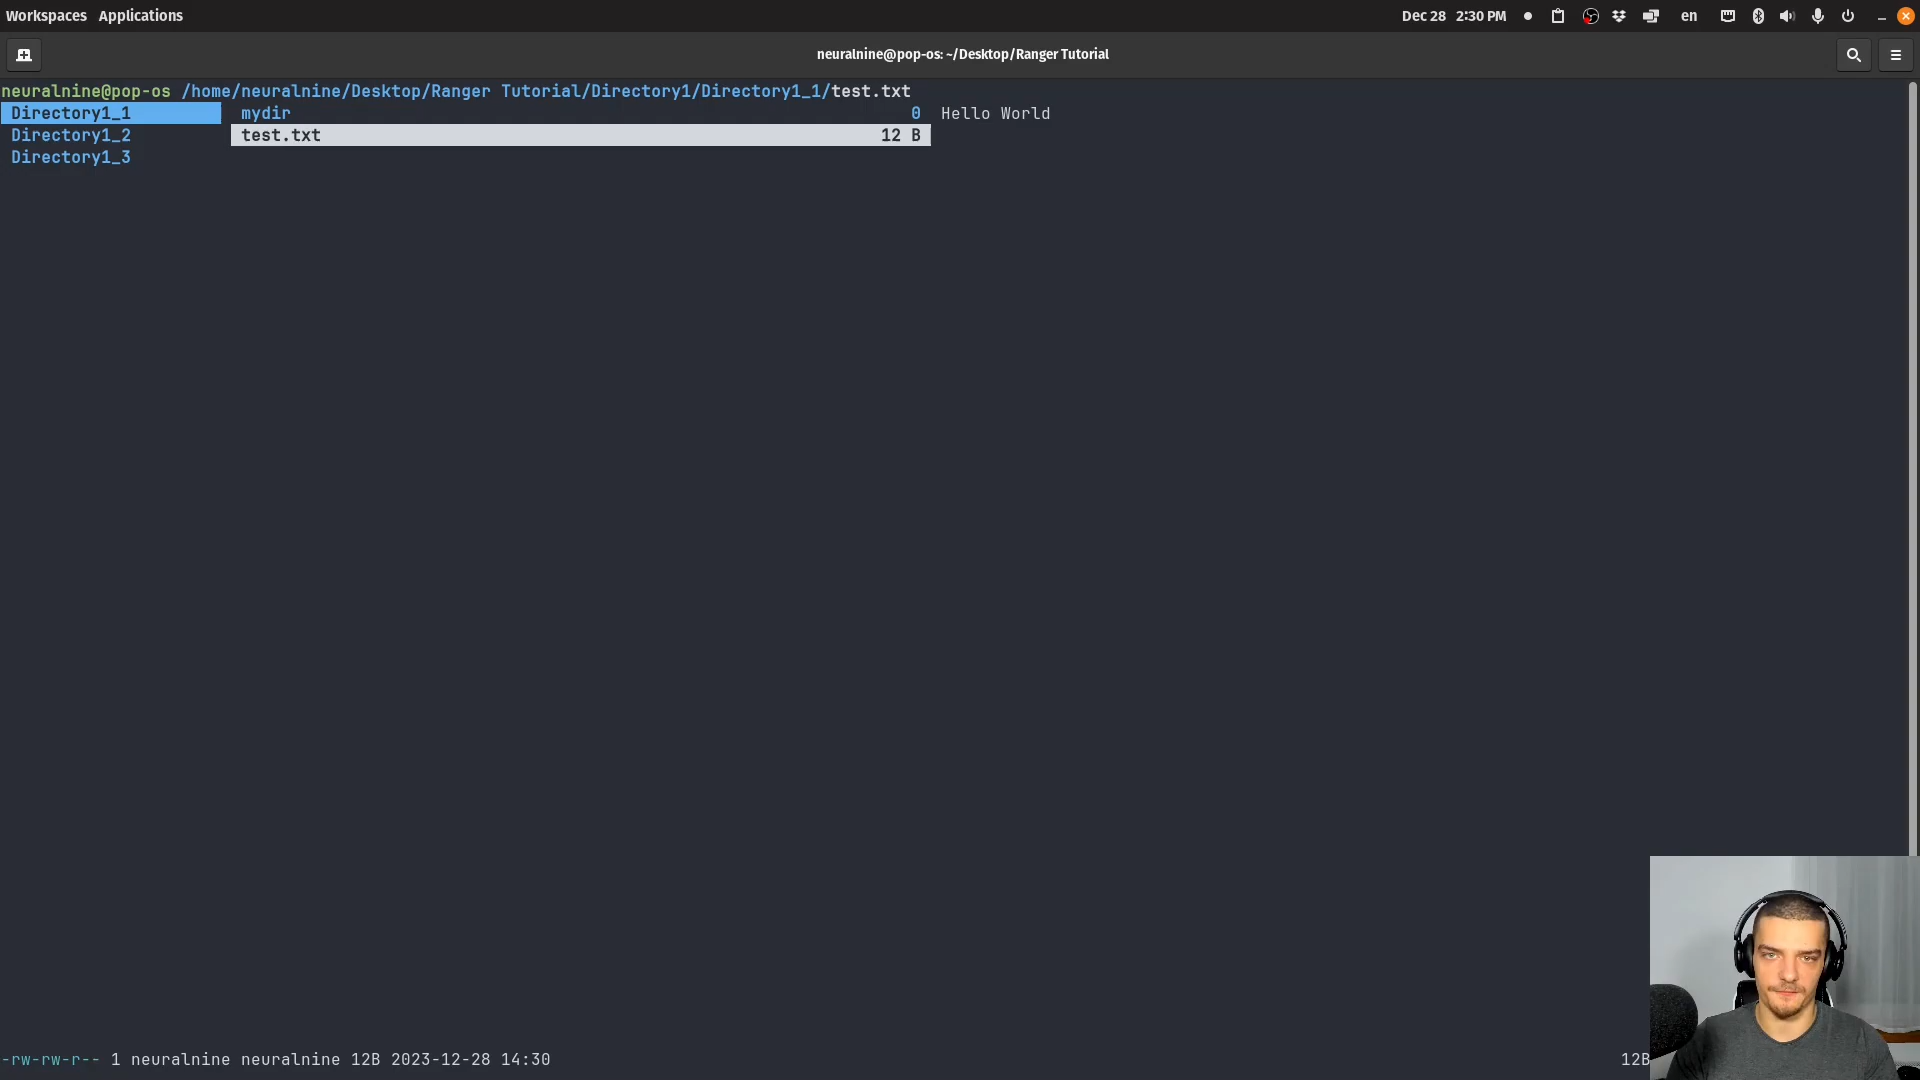 Workspaces Applications Dec 28 2:30 PM en
neuralnine@pop-os: ~/Desktop/Ranger Tutorial
neuralnine@pop-os /home/neuralnine/Desktop/Ranger Tutorial/Directory1/Directory1_1/test.txt
Directory1_1 mydir 0 Hello World
Directory1_2 test.txt 12 B
Directory1_3
-rw-rw-r-- 1 neuralnine neuralnine 12B 2023-12-28 14:30 12B